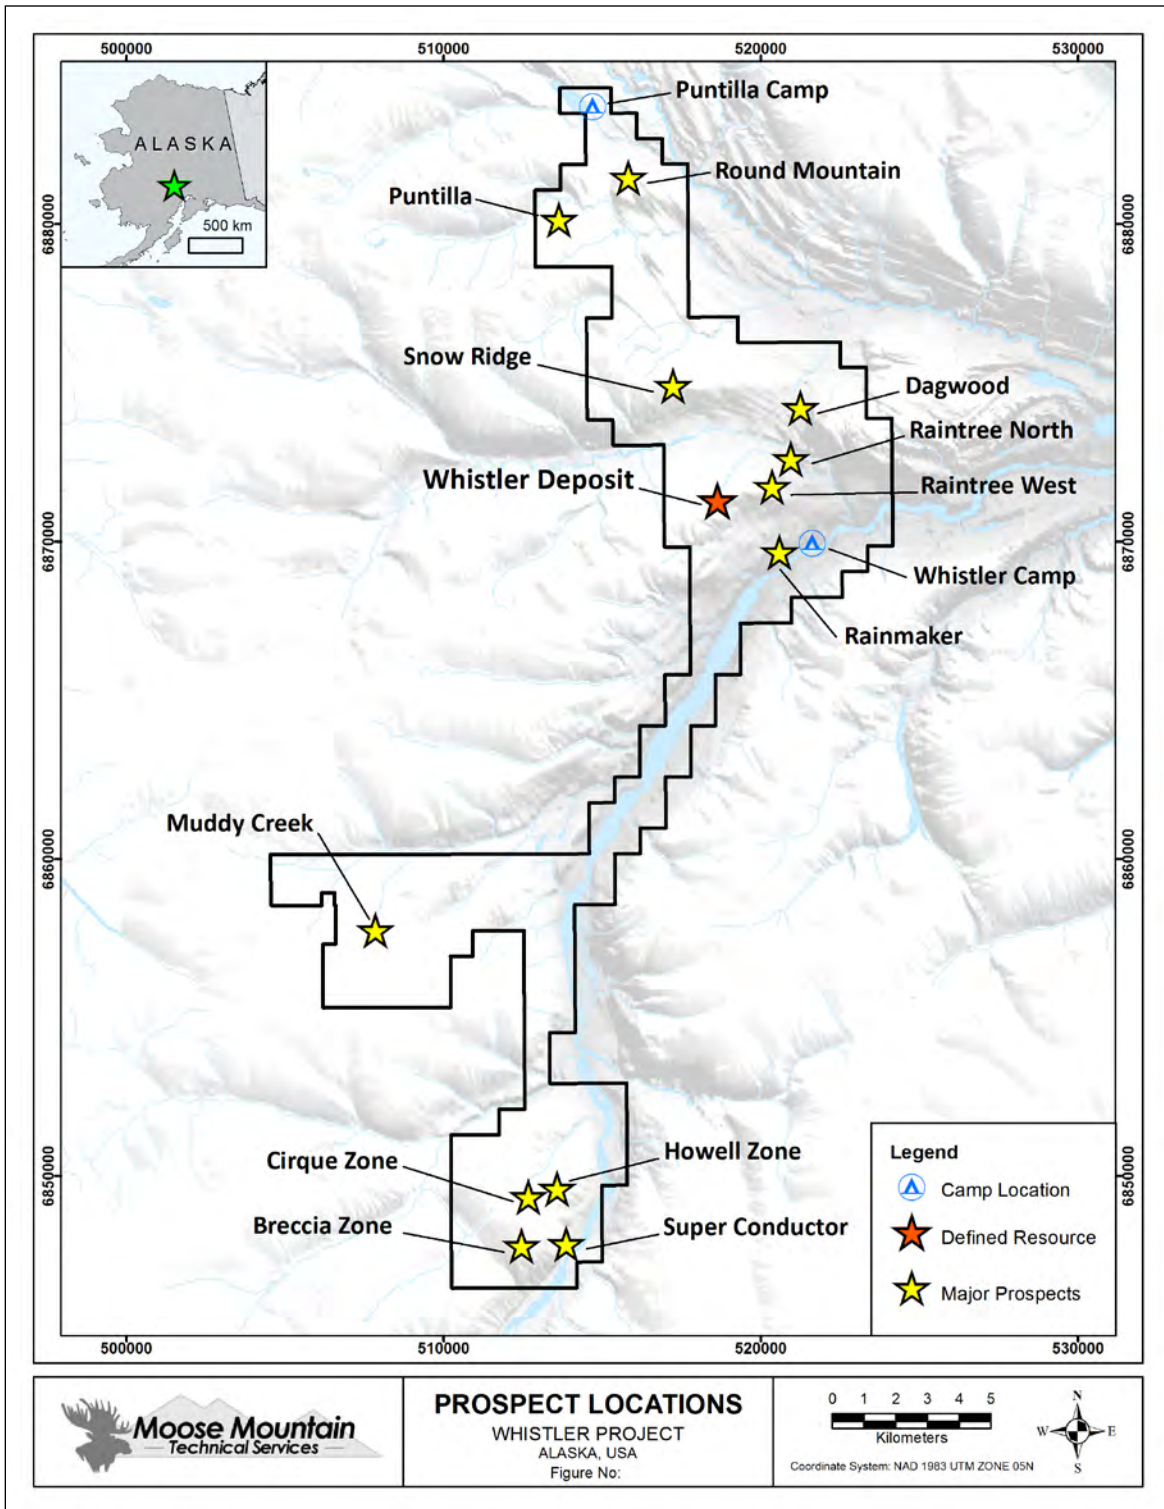 500000
510000
520000
530000
ALASKA
500 km
Puntilla Camp
Round Mountain
Puntilla
6880000
6880000
Snow Ridge
Dagwood
Raintree North
Whistler Deposit
Raintree West
6870000
6870000
Whistler Camp
Rainmaker
Muddy Creek
6860000
6860000
Cirque Zone
Howell Zone
6850000
6850000
Breccia Zone
Super Conductor
Legend
Camp Location
Defined Resource
Major Prospects
500000
510000
520000
530000
Moose Mountain
Technical Services
PROSPECT LOCATIONS
WHISTLER PROJECT
ALASKA, USA
Figure No:
0 1 2 3 4 5
Kilometers
N
W E
S
Coordinate System: NAD 1983 UTM ZONE 05N